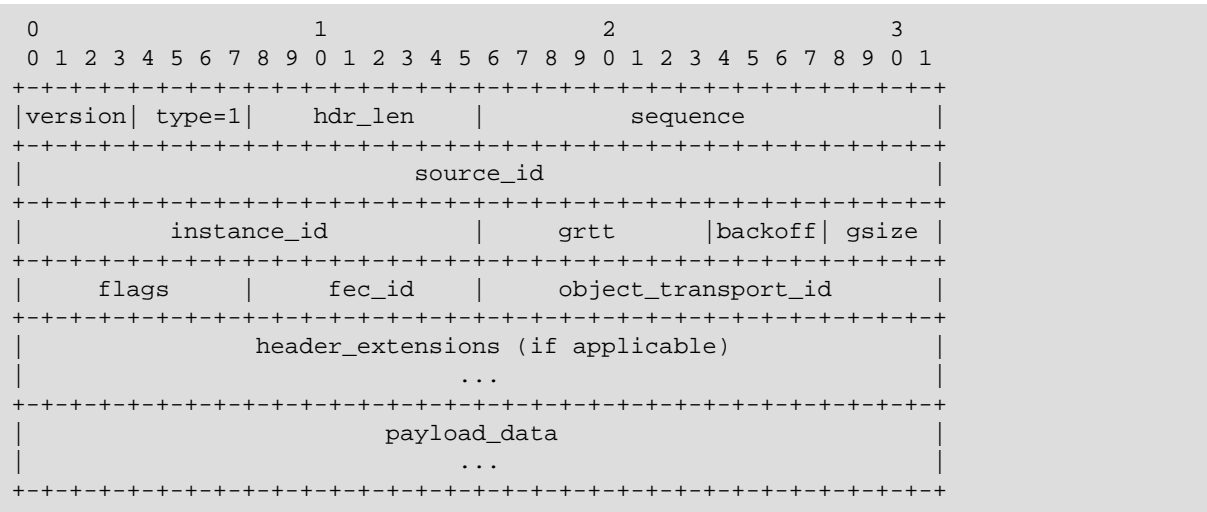 0                   1                   2                   3
 0 1 2 3 4 5 6 7 8 9 0 1 2 3 4 5 6 7 8 9 0 1 2 3 4 5 6 7 8 9 0 1
+-+-+-+-+-+-+-+-+-+-+-+-+-+-+-+-+-+-+-+-+-+-+-+-+-+-+-+-+-+-+-+-+
|version| type=1|    hdr_len    |          sequence             |
+-+-+-+-+-+-+-+-+-+-+-+-+-+-+-+-+-+-+-+-+-+-+-+-+-+-+-+-+-+-+-+-+
|                           source_id                           |
+-+-+-+-+-+-+-+-+-+-+-+-+-+-+-+-+-+-+-+-+-+-+-+-+-+-+-+-+-+-+-+-+
|          instance_id          |     grtt      |backoff| gsize |
+-+-+-+-+-+-+-+-+-+-+-+-+-+-+-+-+-+-+-+-+-+-+-+-+-+-+-+-+-+-+-+-+
|     flags     |     fec_id    |     object_transport_id       |
+-+-+-+-+-+-+-+-+-+-+-+-+-+-+-+-+-+-+-+-+-+-+-+-+-+-+-+-+-+-+-+-+
|                header_extensions (if applicable)              |
|                              ...                              |
+-+-+-+-+-+-+-+-+-+-+-+-+-+-+-+-+-+-+-+-+-+-+-+-+-+-+-+-+-+-+-+-+
|                         payload_data                          |
|                              ...                              |
+-+-+-+-+-+-+-+-+-+-+-+-+-+-+-+-+-+-+-+-+-+-+-+-+-+-+-+-+-+-+-+-+